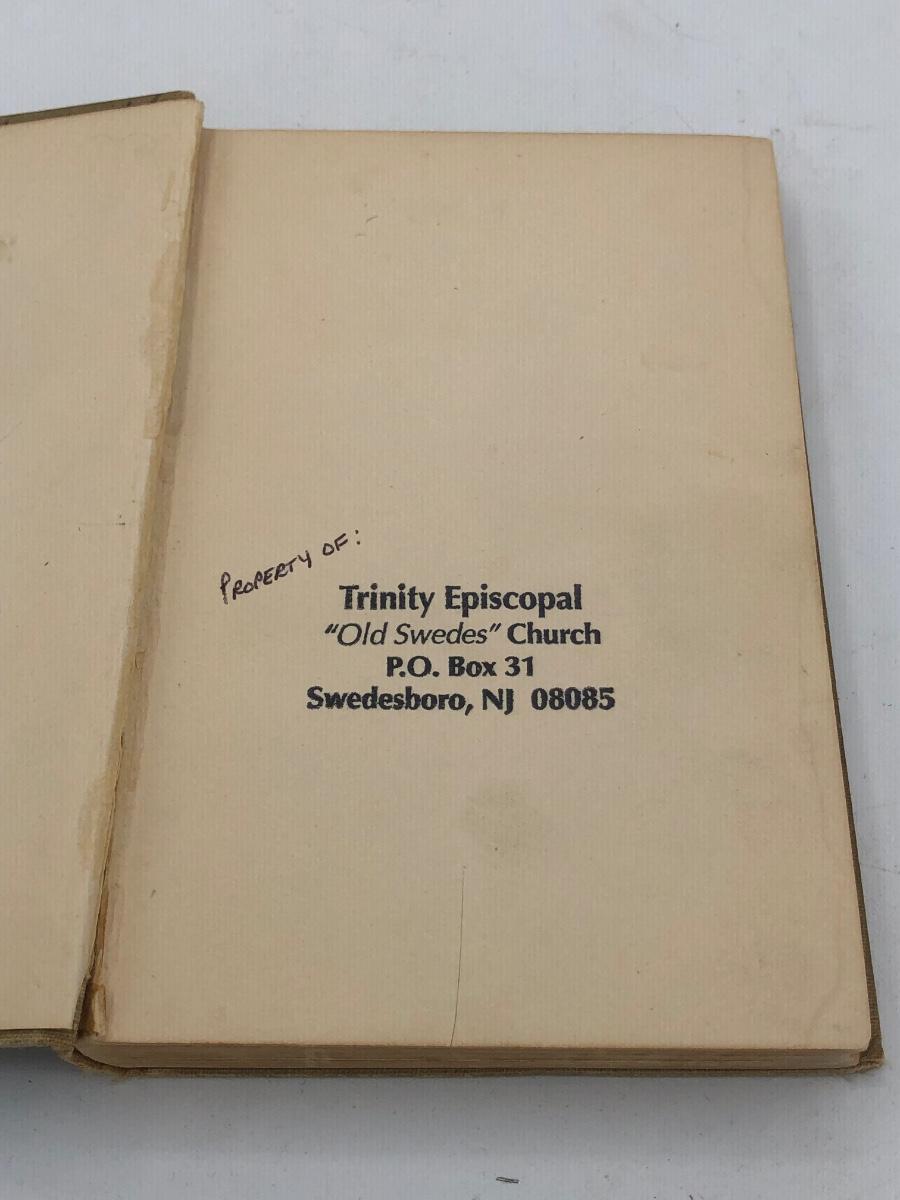 PROPERTY OF:
Trinity Episcopal
"Old Swedes" Church
P.O. Box 31
Swedesboro, NJ 08085